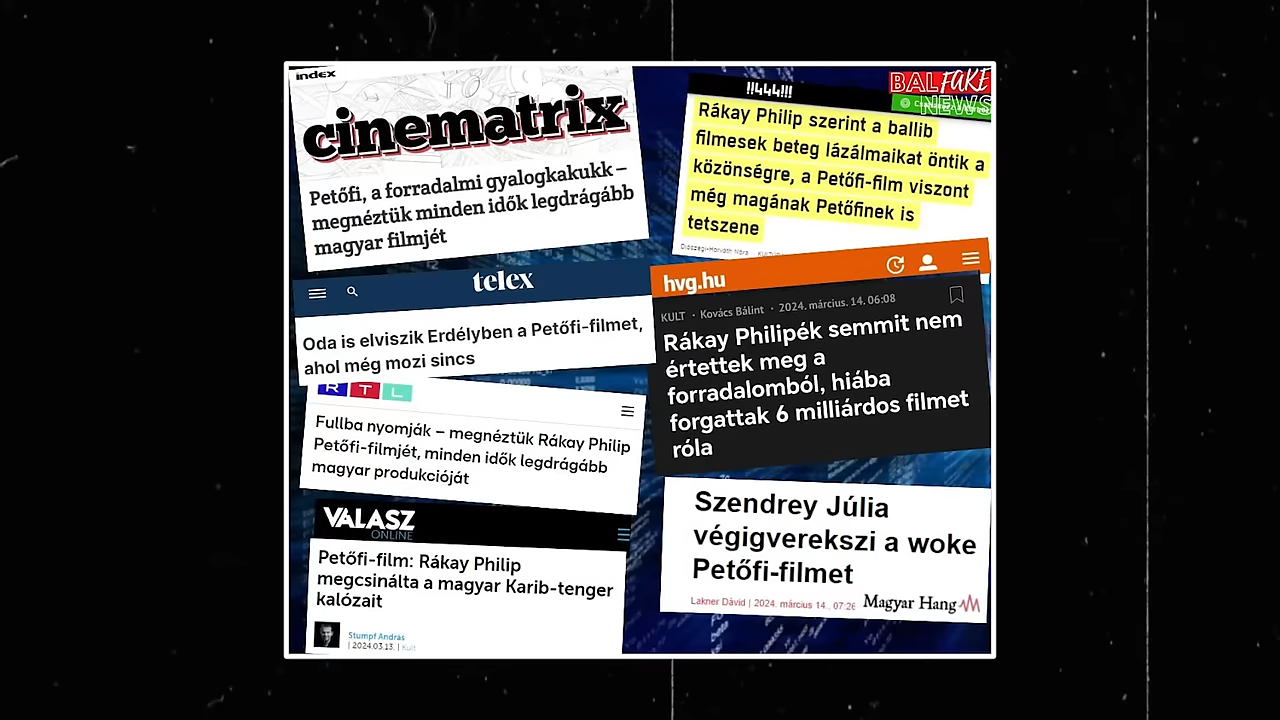 index
cinematrix
Petőfi, a forradalmi gyalogkakukk –
megnéztük minden idők legdrágább
magyar filmjét
!!444!!!
BAL FAKE
NEWS
Rákay Philip szerint a ballib
filmesek beteg lázálmaikat öntik a
közönségre, a Petőfi-film viszont
még magának Petőfinek is
tetszene
telex
Oda is elviszik Erdélyben a Petőfi-filmet,
ahol még mozi sincs
hvg.hu
KULT · Kovács Bálint · 2024. március. 14. 06:08
Rákay Philipék semmit nem
értettek meg a
forradalomból, hiába
forgattak 6 milliárdos filmet
róla
RTL
Fullba nyomják – megnéztük Rákay Philip
Petőfi-filmjét, minden idők legdrágább
magyar produkcióját
VÁLASZ
ONLINE
Petőfi-film: Rákay Philip
megcsinálta a magyar Karib-tenger
kalózait
Stumpf András
| 2024.03.13. | Kult
Szendrey Júlia
végigverekszi a woke
Petőfi-filmet
Lakner Dávid | 2024. március 14., 07:26
Magyar Hang